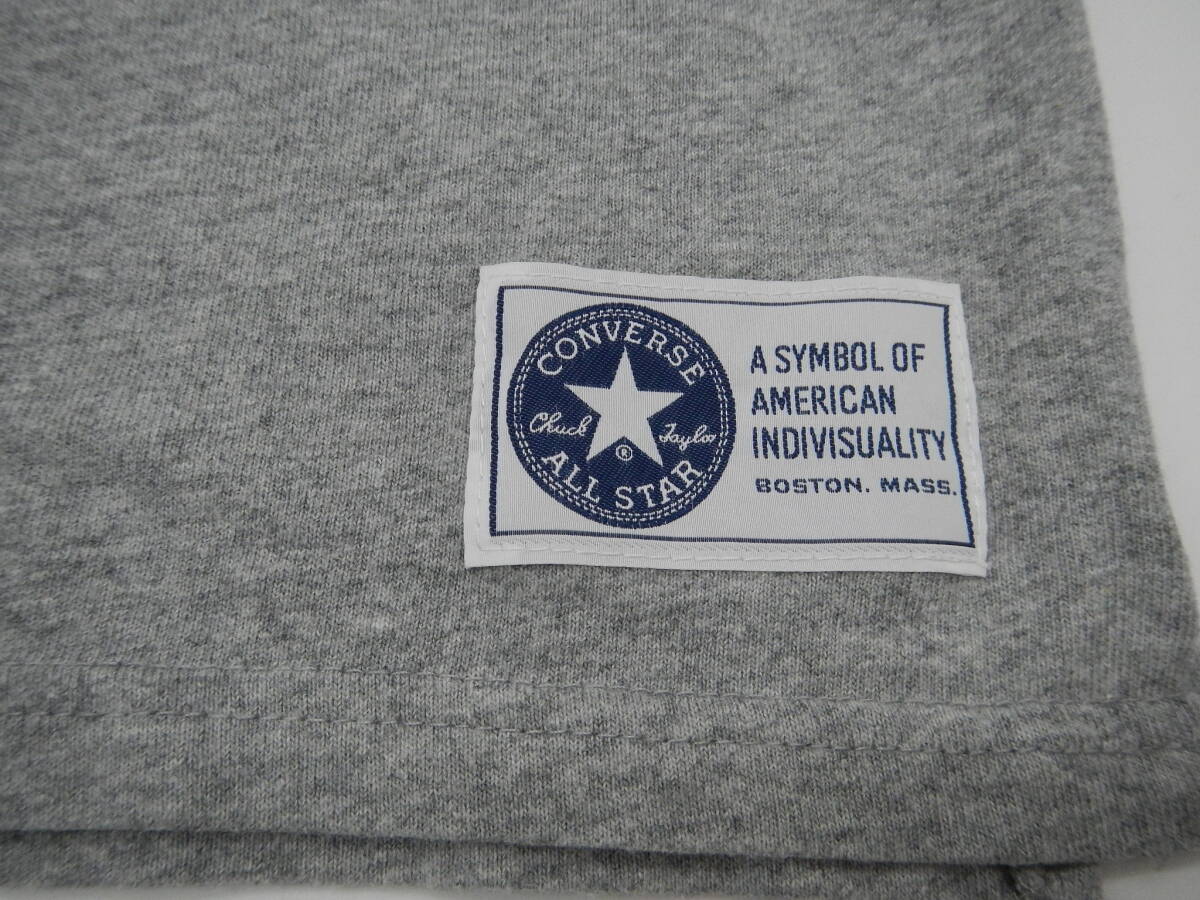 CONVERSE
Chuck Taylor
®
ALL STAR
A SYMBOL OF
AMERICAN
INDIVISUALITY
BOSTON. MASS.